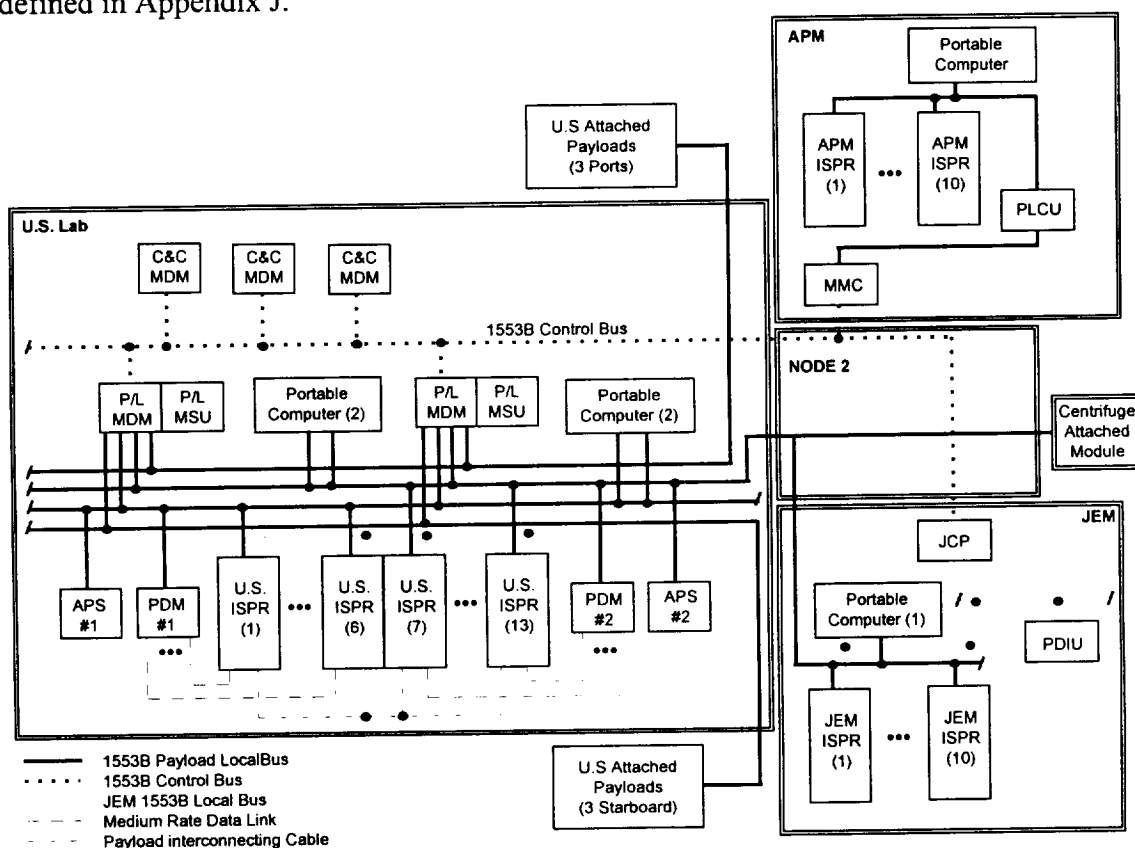 defined in Appendix J.
APM
Portable
Computer
APM
ISPR
(1)
•••
APM
ISPR
(10)
PLCU
MMC
U.S Attached
Payloads
(3 Ports)
U.S. Lab
C&C
MDM
C&C
MDM
C&C
MDM
1553B Control Bus
P/L
MDM
P/L
MSU
Portable
Computer (2)
P/L
MDM
P/L
MSU
Portable
Computer (2)
NODE 2
Centrifuge
Attached
Module
APS
#1
PDM
#1
•••
U.S.
ISPR
(1)
•••
U.S.
ISPR
(6)
U.S.
ISPR
(7)
•••
U.S.
ISPR
(13)
PDM
#2
•••
APS
#2
JEM
JCP
Portable
Computer (1)
PDIU
JEM
ISPR
(1)
•••
JEM
ISPR
(10)
U.S Attached
Payloads
(3 Starboard)
1553B Payload LocalBus
1553B Control Bus
JEM 1553B Local Bus
Medium Rate Data Link
Payload interconnecting Cable